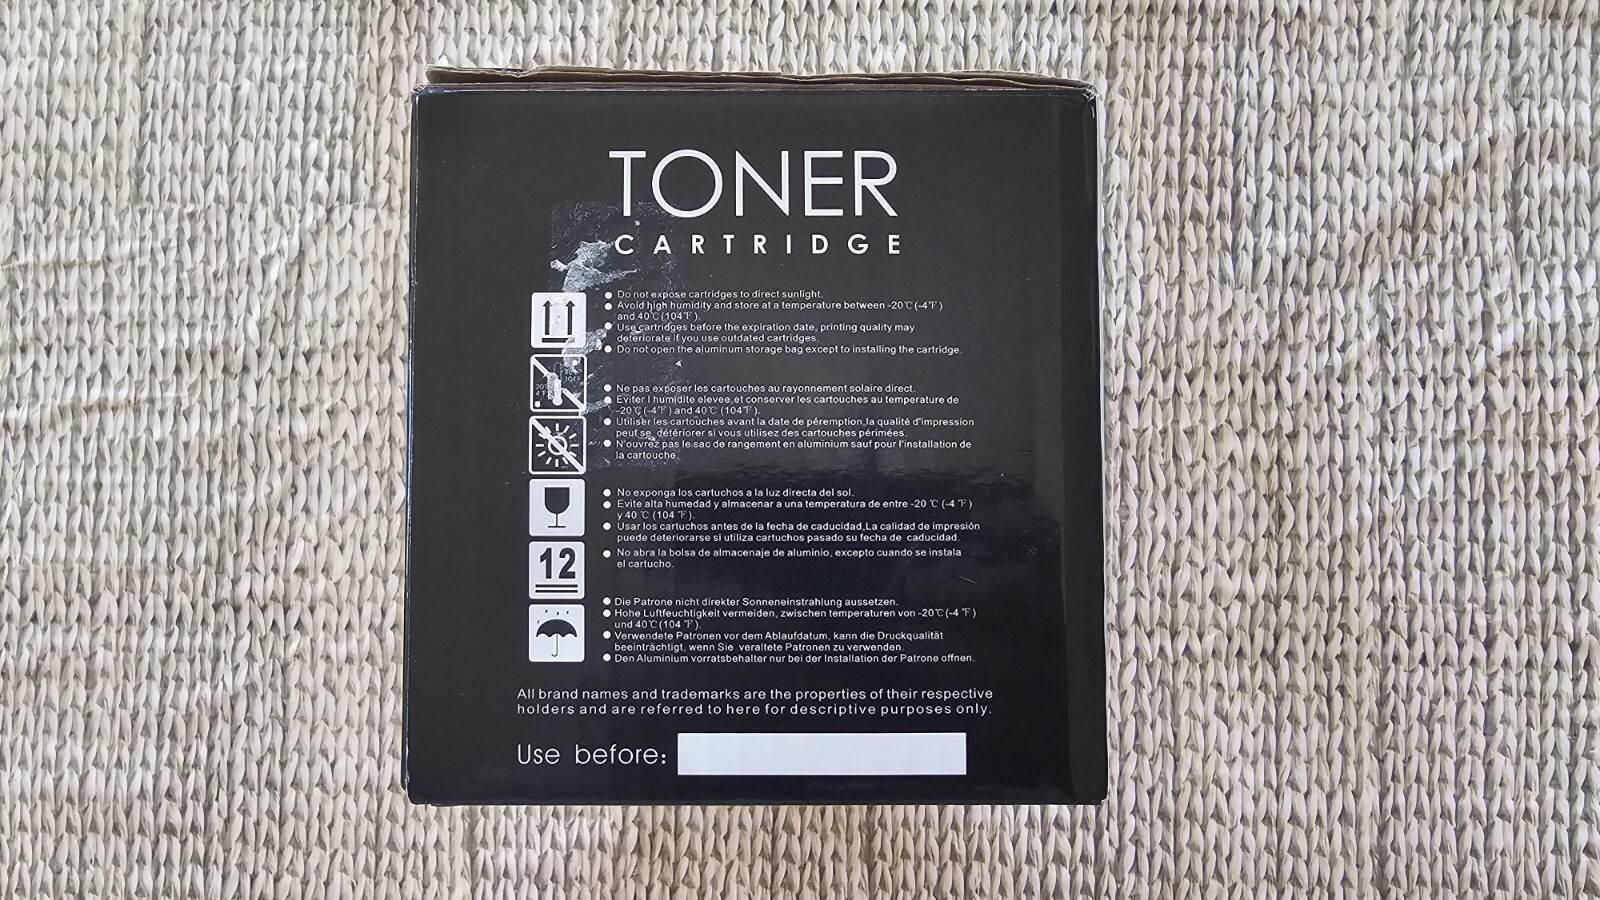 TONER
CARTRIDGE
● Do not expose cartridges to direct sunlight.
● Avoid high humidity and store at a temperature between -20℃(-4℉)
and 40℃(104℉).
● Use cartridges before the expiration date, printing quality may
deteriorate if you use outdated cartridges.
● Do not open the aluminum storage bag except to installing the cartridge.
● Ne pas exposer les cartouches au rayonnement solaire direct.
● Eviter l humidite elevee,et conserver les cartouches au temperature de
-20℃(-4℉) and 40℃(104℉).
● Utiliser les cartouches avant la date de péremption,la qualité d'impression
peut se détériorer si vous utilisez des cartouches périmées.
● N'ouvrez pas le sac de rangement en aluminium sauf pour l'installation de
la cartouche.
● No exponga los cartuchos a la luz directa del sol.
● Evite alta humedad y almacenar a una temperatura de entre -20 ℃ (-4 ℉)
y 40 ℃ (104 ℉).
● Usar los cartuchos antes de la fecha de caducidad,La calidad de impresión
puede deteriorarse si utiliza cartuchos pasado su fecha de caducidad.
● No abra la bolsa de almacenaje de aluminio, excepto cuando se instala
el cartucho.
12
● Die Patrone nicht direkter Sonneneinstrahlung aussetzen.
● Hohe Luftfeuchtigkeit vermeiden, zwischen temperaturen von -20℃(-4 ℉)
und 40℃(104 ℉).
● Verwendete Patronen vor dem Ablaufdatum, kann die Druckqualität
beeinträchtigt, wenn Sie veraltete Patronen zu verwenden.
● Den Aluminium vorratsbehalter nur bei der Installation der Patrone offnen.
All brand names and trademarks are the properties of their respective
holders and are referred to here for descriptive purposes only.
Use before: